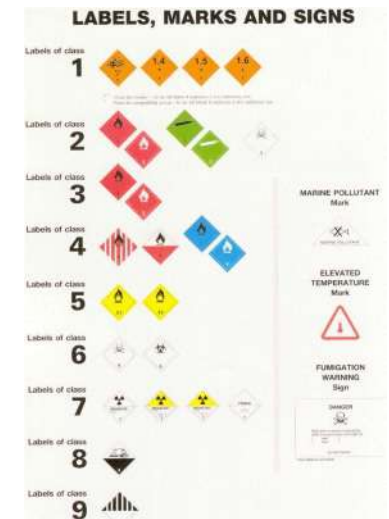 LABELS, MARKS AND SIGNS
Labels of class
1
1.4
1.5
1.6
Labels of class
2
Labels of class
3
Labels of class
4
Labels of class
5
Labels of class
6
Labels of class
7
Labels of class
8
Labels of class
9
MARINE POLLUTANT
Mark
MARINE POLLUTANT
ELEVATED
TEMPERATURE
Mark
FUMIGATION
WARNING
Sign
DANGER